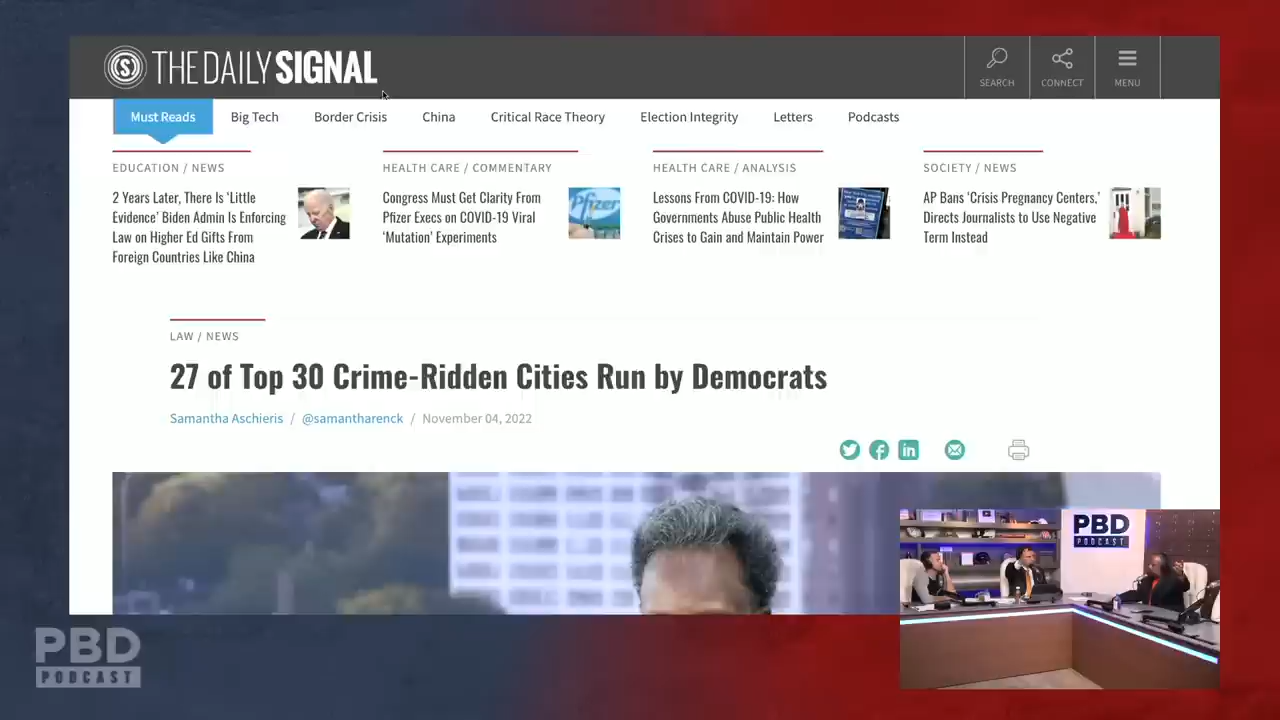 THE DAILY SIGNAL
SEARCH
CONNECT
MENU
Must Reads
Big Tech
Border Crisis
China
Critical Race Theory
Election Integrity
Letters
Podcasts
EDUCATION / NEWS
2 Years Later, There Is ‘Little
Evidence’ Biden Admin Is Enforcing
Law on Higher Ed Gifts From
Foreign Countries Like China
HEALTH CARE / COMMENTARY
Congress Must Get Clarity From
Pfizer Execs on COVID-19 Viral
‘Mutation’ Experiments
Pfizer
HEALTH CARE / ANALYSIS
Lessons From COVID-19: How
Governments Abuse Public Health
Crises to Gain and Maintain Power
SOCIETY / NEWS
AP Bans ‘Crisis Pregnancy Centers,’
Directs Journalists to Use Negative
Term Instead
LAW / NEWS
27 of Top 30 Crime-Ridden Cities Run by Democrats
Samantha Aschieris / @samantharenck / November 04, 2022
PBD
PODCAST
PBD
PODCAST